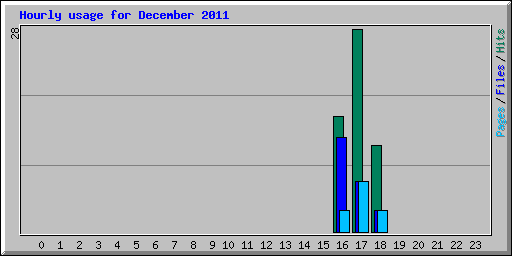 Hourly usage for December 2011
28
Pages/Files/Hits
0 1 2 3 4 5 6 7 8 9 10 11 12 13 14 15 16 17 18 19 20 21 22 23